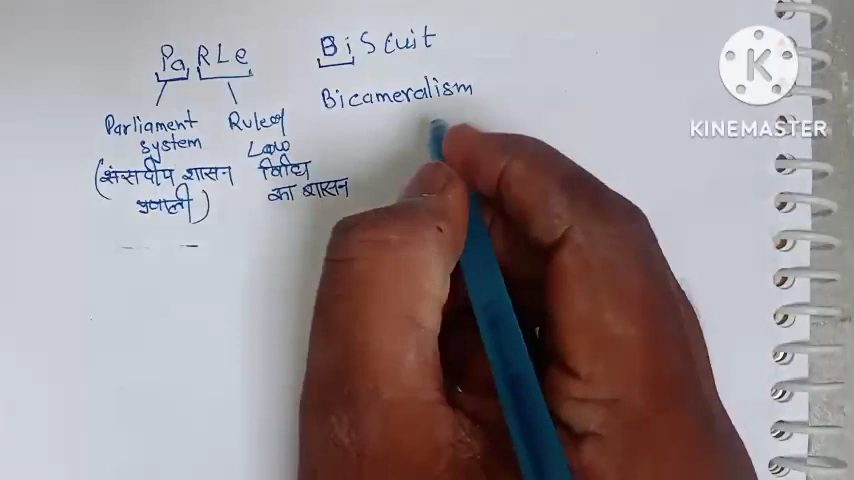 PaRLe
BiScuit
Bicameralism
Parliament
system
(संसदीय शासन
प्रणाली)
Rule of
Law
विधि
का शासन
K
KINEMASTER